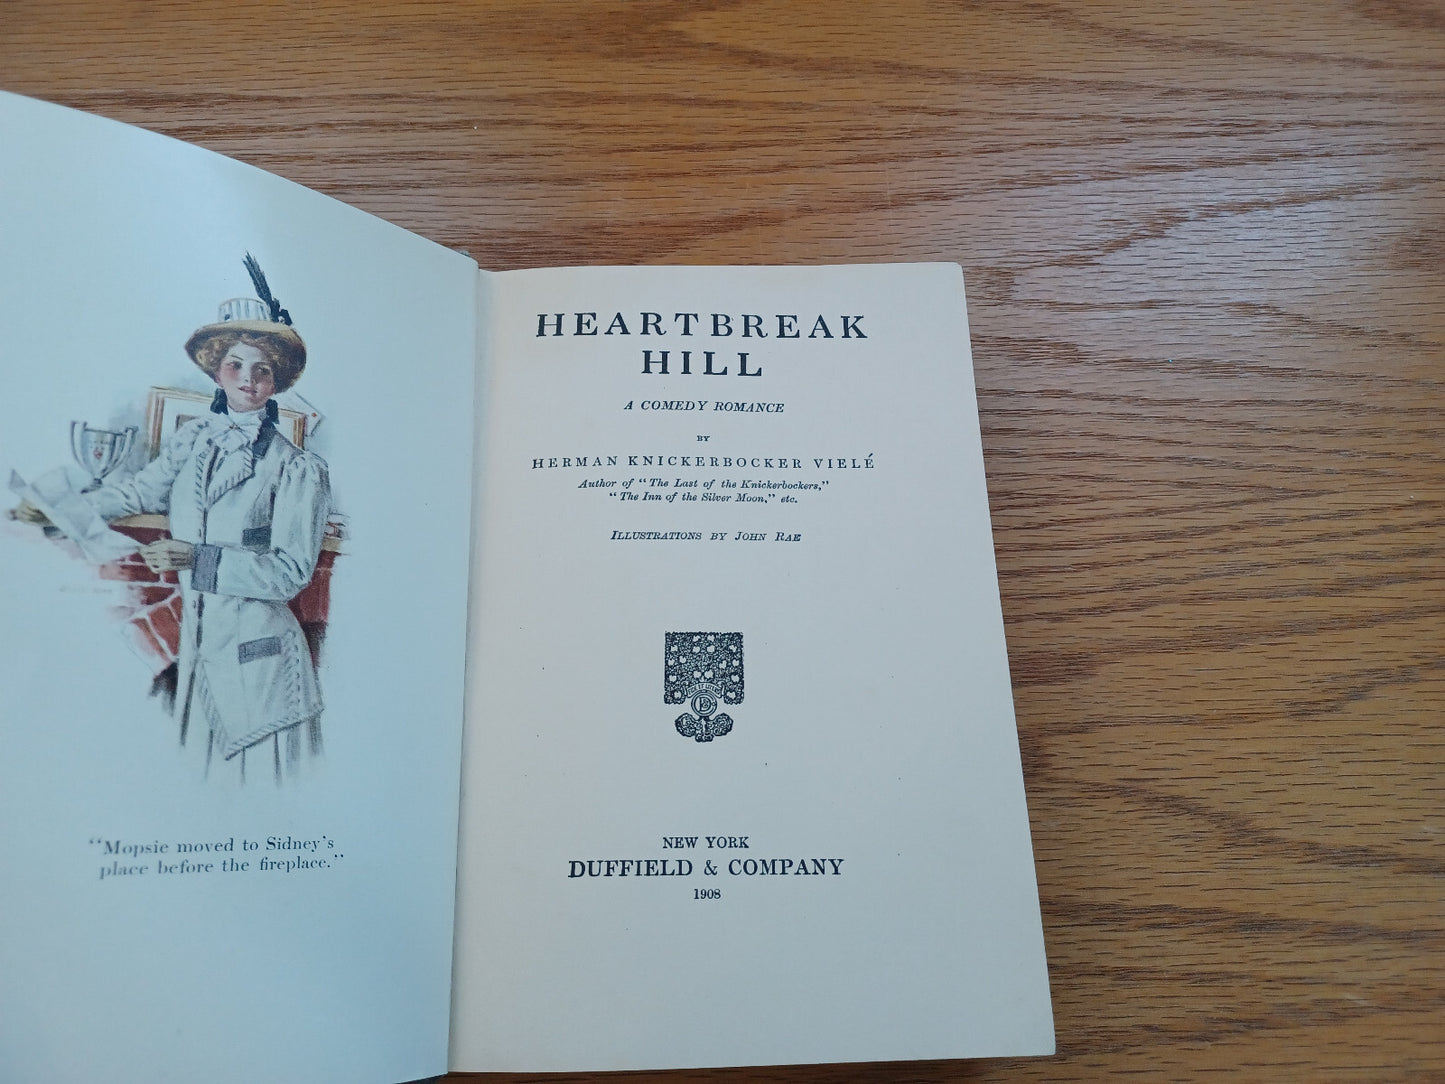 "Mopsie moved to Sidney's
place before the fireplace."
HEARTBREAK
HILL
A COMEDY ROMANCE
BY
HERMAN KNICKERBOCKER VIELÉ
Author of "The Last of the Knickerbockers,"
"The Inn of the Silver Moon," etc.
ILLUSTRATIONS BY JOHN RAE
NEW YORK
DUFFIELD & COMPANY
1908